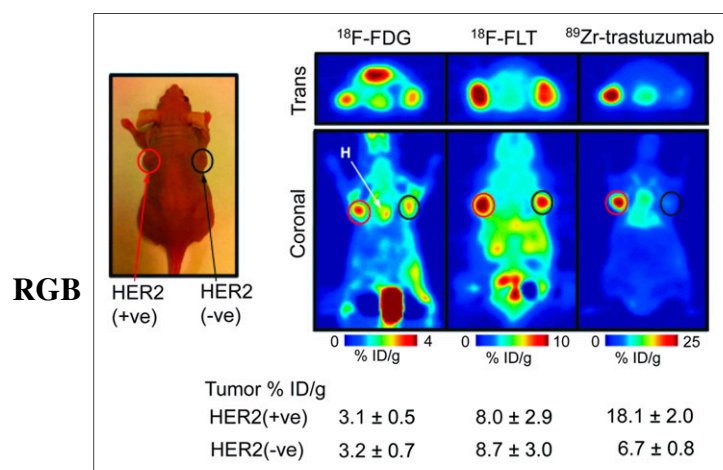 ¹⁸F-FDG ¹⁸F-FLT ⁸⁹Zr-trastuzumab
Trans
H
Coronal
RGB
HER2 HER2
(+ve) (-ve)
0 4 0 10 0 25
% ID/g % ID/g % ID/g
Tumor % ID/g
HER2(+ve) 3.1 ± 0.5 8.0 ± 2.9 18.1 ± 2.0
HER2(-ve) 3.2 ± 0.7 8.7 ± 3.0 6.7 ± 0.8